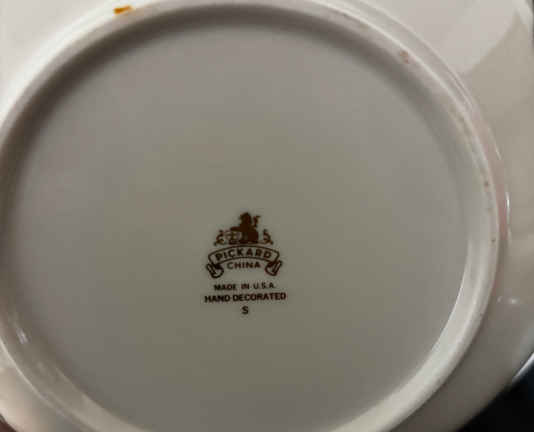 PICKARD
CHINA
MADE IN U.S.A.
HAND DECORATED
S